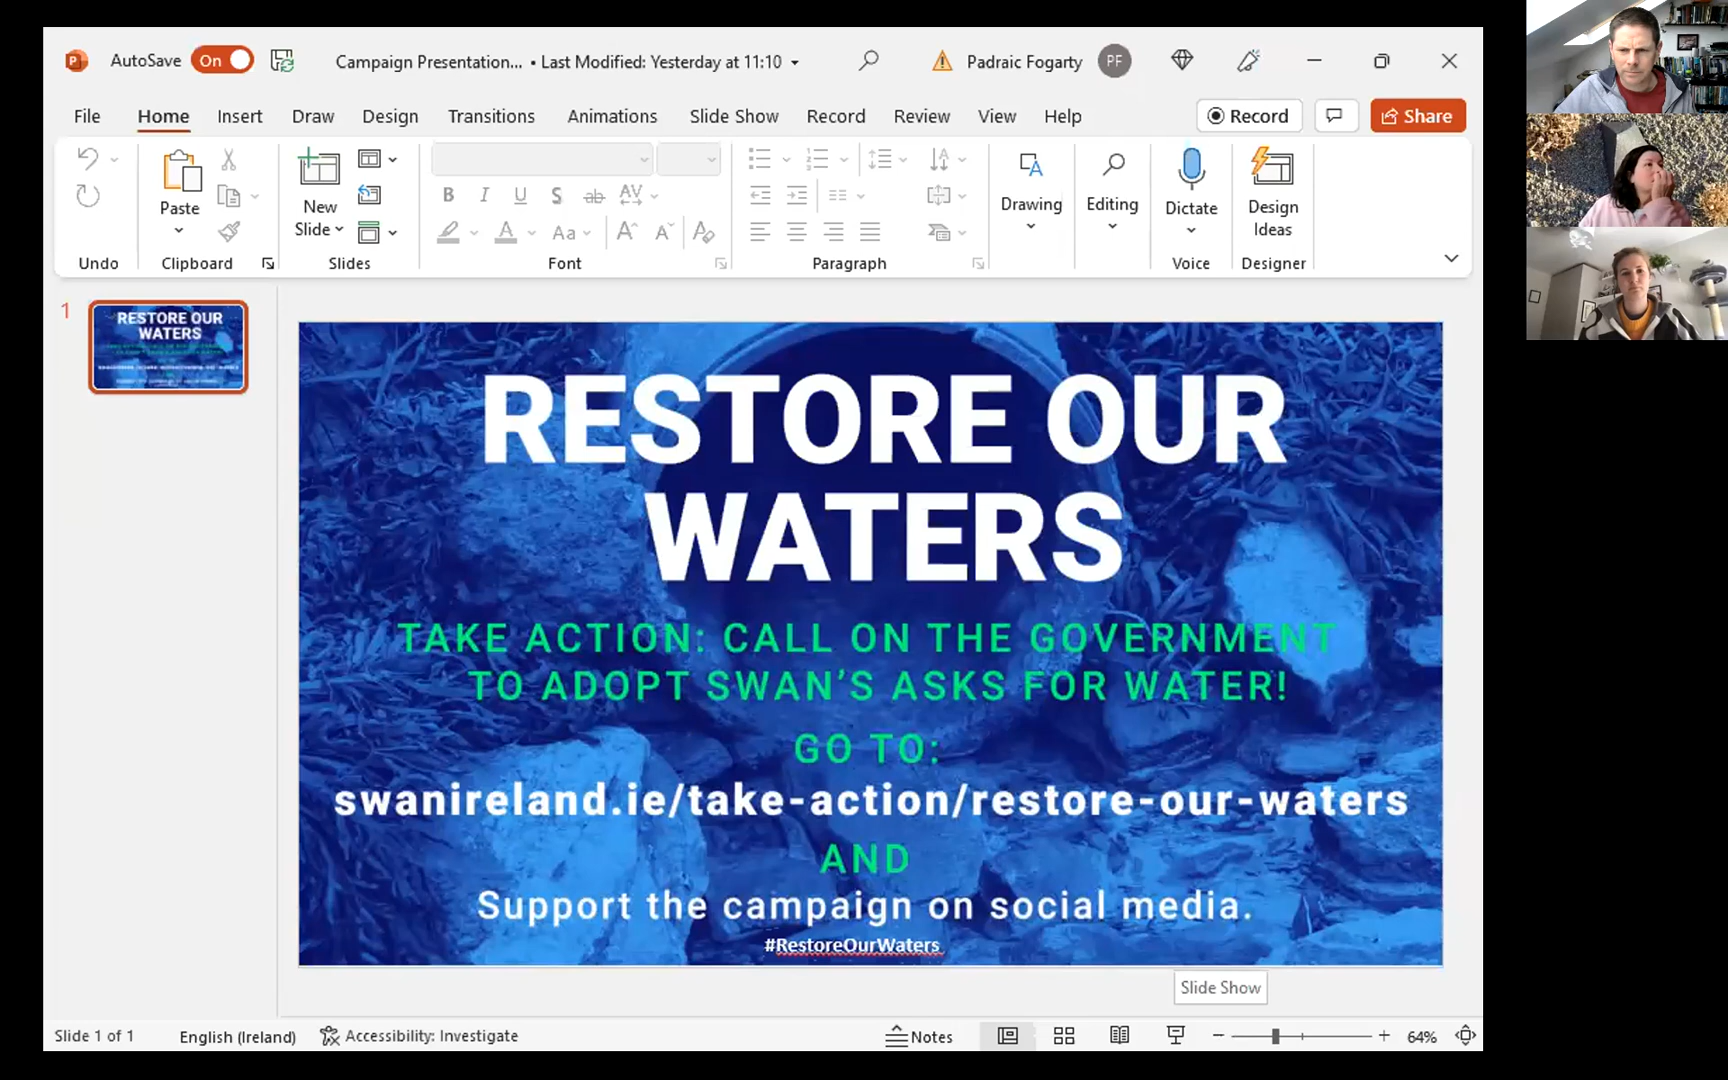 AutoSave On Campaign Presentation... • Last Modified: Yesterday at 11:10 Padraic Fogarty PF
File Home Insert Draw Design Transitions Animations Slide Show Record Review View Help Record Share
Paste
New
Slide
B I U S ab AV
A Aa A A A
Drawing
Editing
Dictate
Design
Ideas
Undo Clipboard Slides Font Paragraph Voice Designer
1
RESTORE OUR
WATERS
RESTORE OUR
WATERS
TAKE ACTION: CALL ON THE GOVERNMENT
TO ADOPT SWAN'S ASKS FOR WATER!
GO TO:
swanireland.ie/take-action/restore-our-waters
AND
Support the campaign on social media.
#RestoreOurWaters
Slide Show
Slide 1 of 1 English (Ireland) Accessibility: Investigate Notes 64%